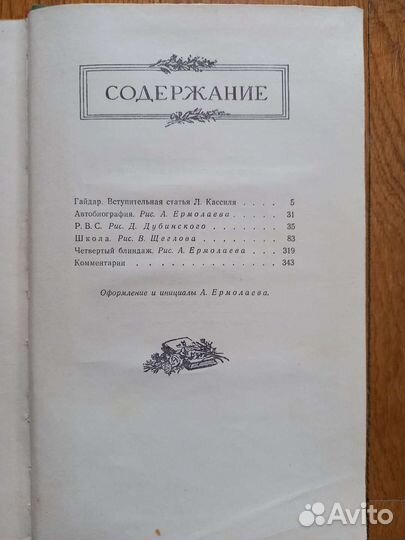 СОДЕРЖАНИЕ
Гайдар. Вступительная статья Л. Кассиля . . . . 5
Автобиография. Рис. А. Ермолаева . . . . . . 31
Р. В. С. Рис. Д. Дубинского . . . . . . . . 35
Школа. Рис. В. Щеглова . . . . . . . . . 83
Четвертый блиндаж. Рис. А. Ермолаева . . . . 319
Комментарии . . . . . . . . . . . . . 343
Оформление и инициалы А. Ермолаева.
Avito